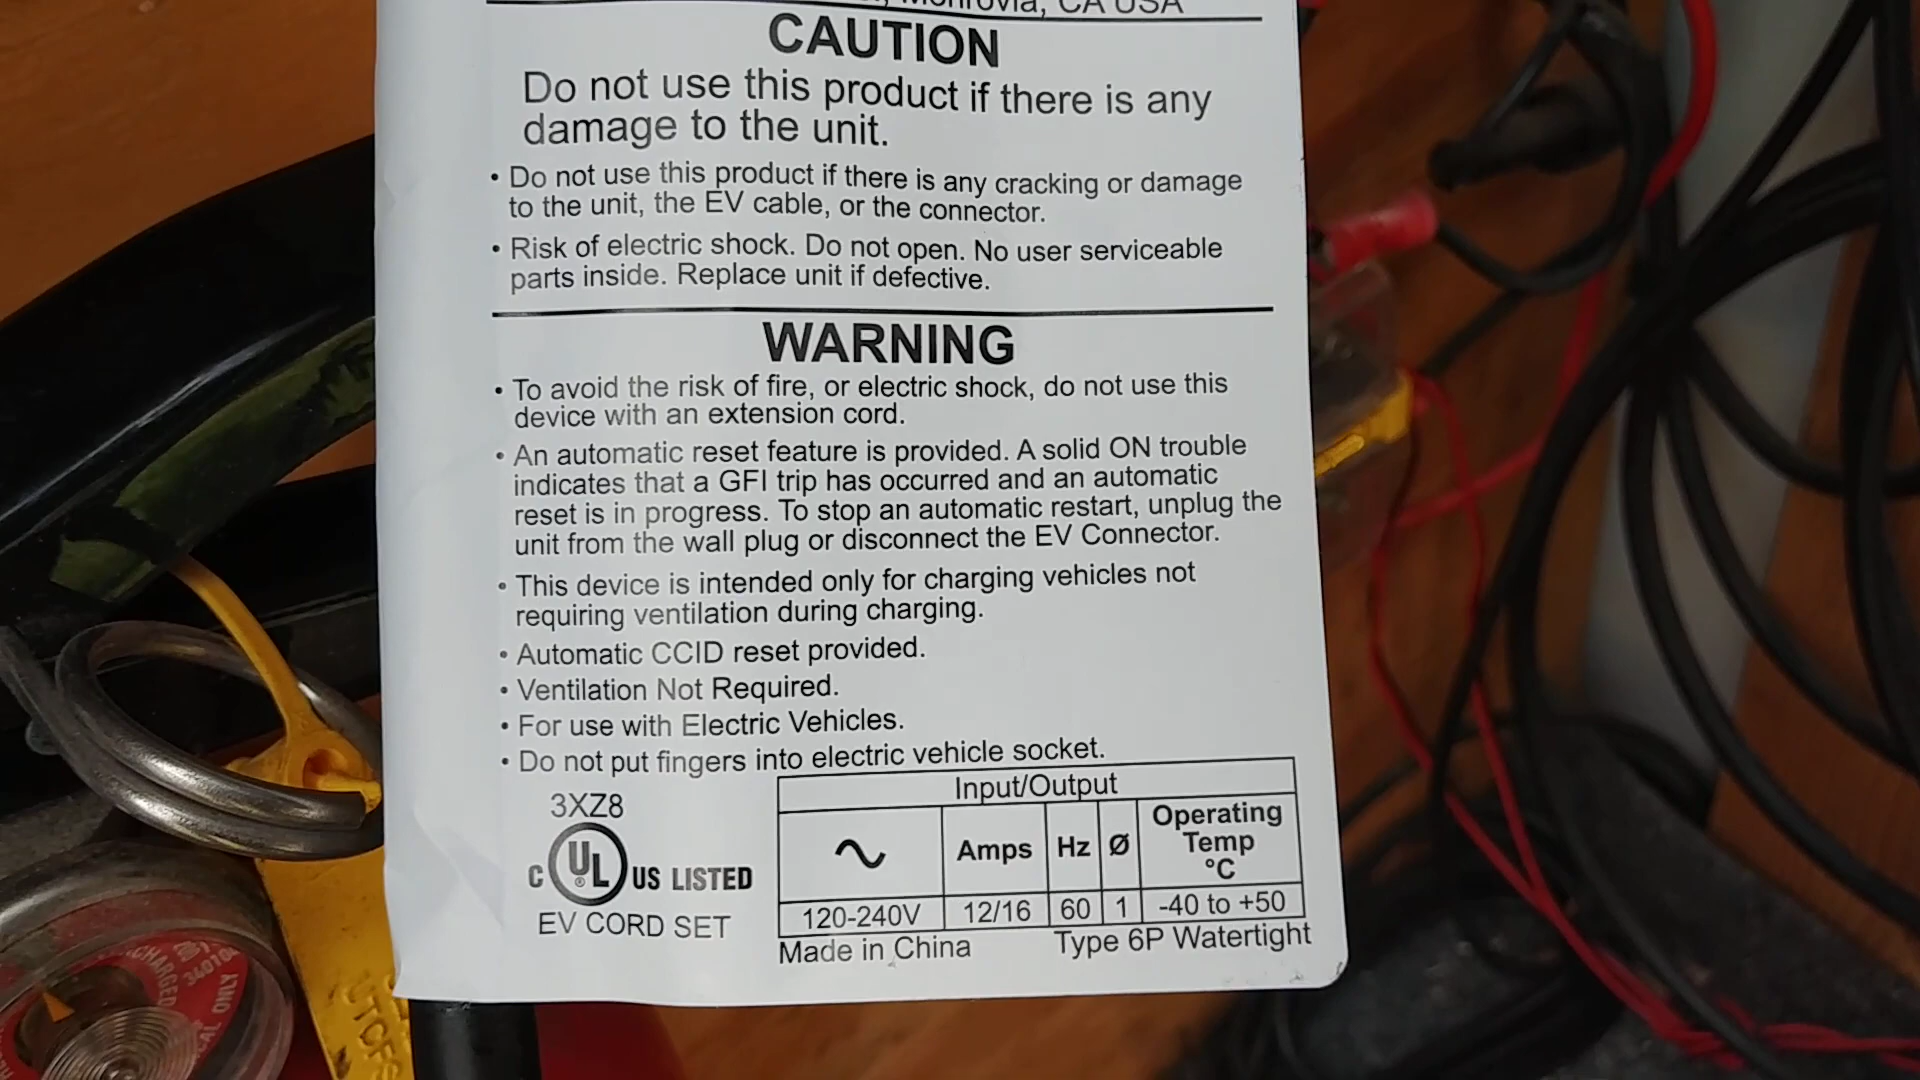 Monrovia, CA USA
CAUTION
Do not use this product if there is any
damage to the unit.
• Do not use this product if there is any cracking or damage
to the unit, the EV cable, or the connector.
• Risk of electric shock. Do not open. No user serviceable
parts inside. Replace unit if defective.
WARNING
• To avoid the risk of fire, or electric shock, do not use this
device with an extension cord.
• An automatic reset feature is provided. A solid ON trouble
indicates that a GFI trip has occurred and an automatic
reset is in progress. To stop an automatic restart, unplug the
unit from the wall plug or disconnect the EV Connector.
• This device is intended only for charging vehicles not
requiring ventilation during charging.
• Automatic CCID reset provided.
• Ventilation Not Required.
• For use with Electric Vehicles.
• Do not put fingers into electric vehicle socket.
3XZ8
C UL® US LISTED
EV CORD SET
Input/Output
∿ Amps Hz Ø Operating
Temp
°C
120-240V 12/16 60 1 -40 to +50
Made in China Type 6P Watertight
CHARGED
ONLY